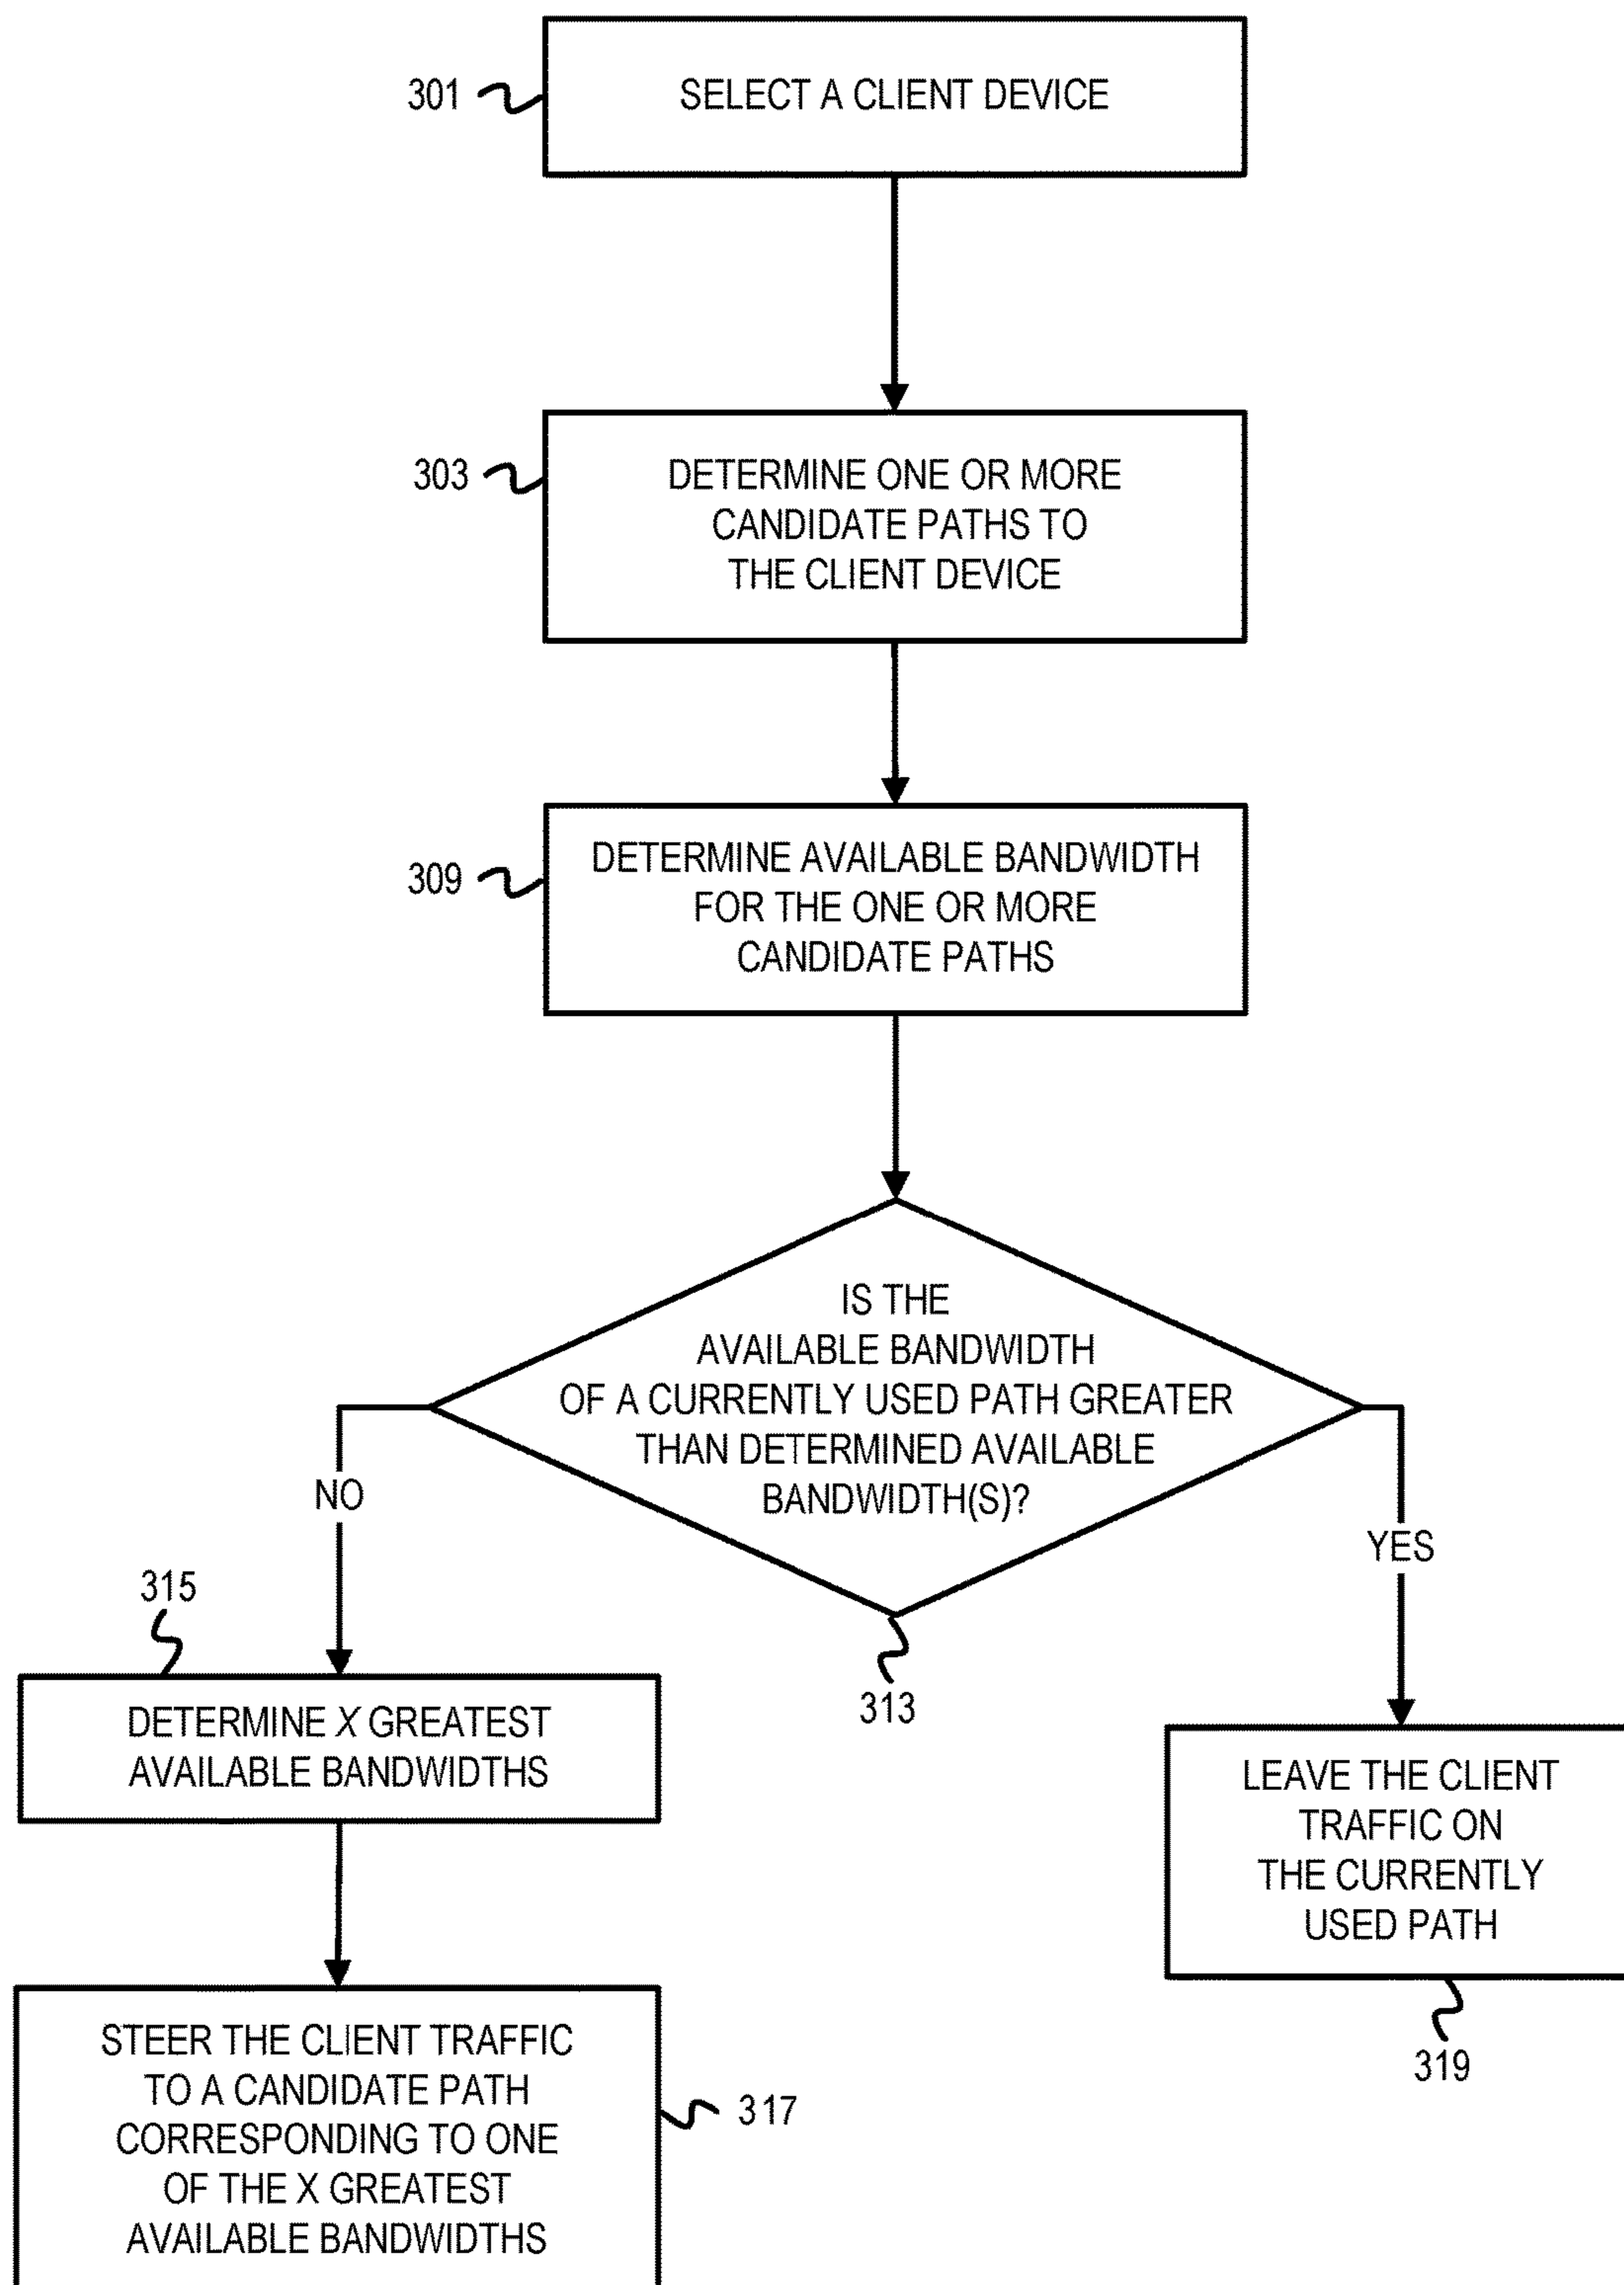 301
SELECT A CLIENT DEVICE
303
DETERMINE ONE OR MORE
CANDIDATE PATHS TO
THE CLIENT DEVICE
309
DETERMINE AVAILABLE BANDWIDTH
FOR THE ONE OR MORE
CANDIDATE PATHS
IS THE
AVAILABLE BANDWIDTH
OF A CURRENTLY USED PATH GREATER
THAN DETERMINED AVAILABLE
BANDWIDTH(S)?
NO
YES
315
313
DETERMINE X GREATEST
AVAILABLE BANDWIDTHS
LEAVE THE CLIENT
TRAFFIC ON
THE CURRENTLY
USED PATH
319
STEER THE CLIENT TRAFFIC
TO A CANDIDATE PATH
CORRESPONDING TO ONE
OF THE X GREATEST
AVAILABLE BANDWIDTHS
317